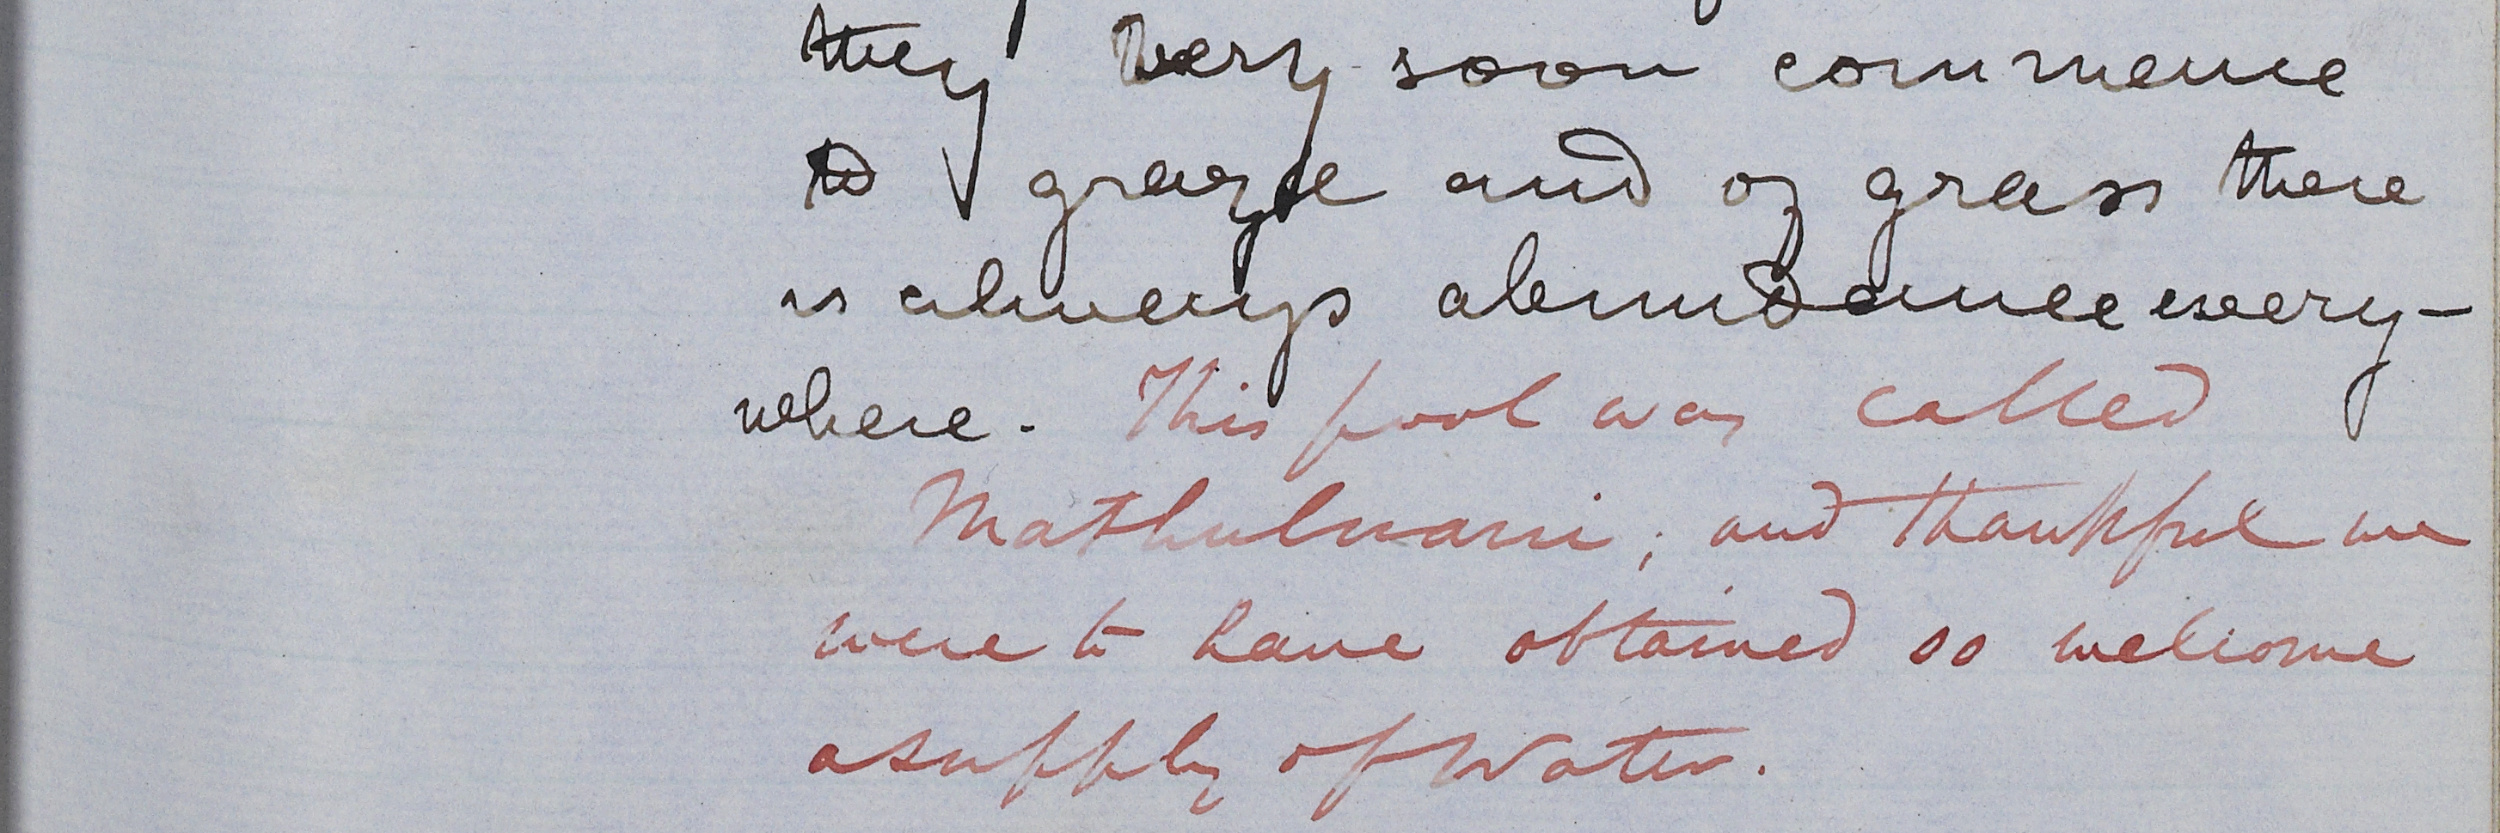 they very soon commence
to graze and of grass there
is always abundance every-
where. This pool was called
Mathuluani; and thankful we
were to have obtained so welcome
a supply of Water.